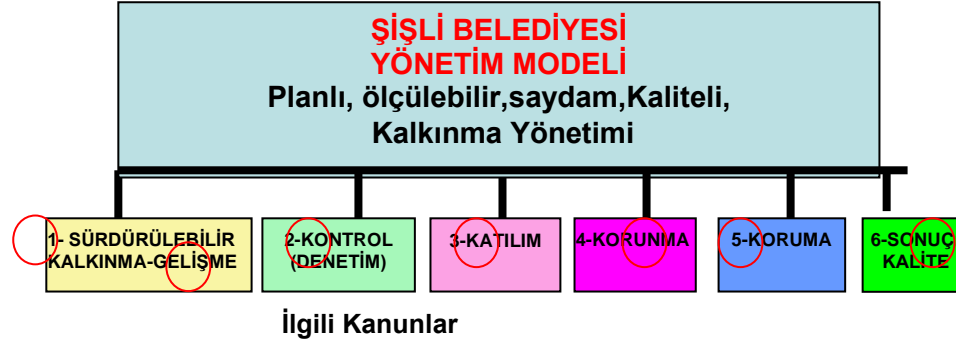 ŞİŞLİ BELEDİYESİ
YÖNETİM MODELİ
Planlı, ölçülebilir,saydam,Kaliteli,
Kalkınma Yönetimi
1- SÜRDÜRÜLEBİLİR
KALKINMA-GELİŞME
2-KONTROL
(DENETİM)
3-KATILIM
4-KORUNMA
5-KORUMA
6-SONUÇ
KALİTE
İlgili Kanunlar